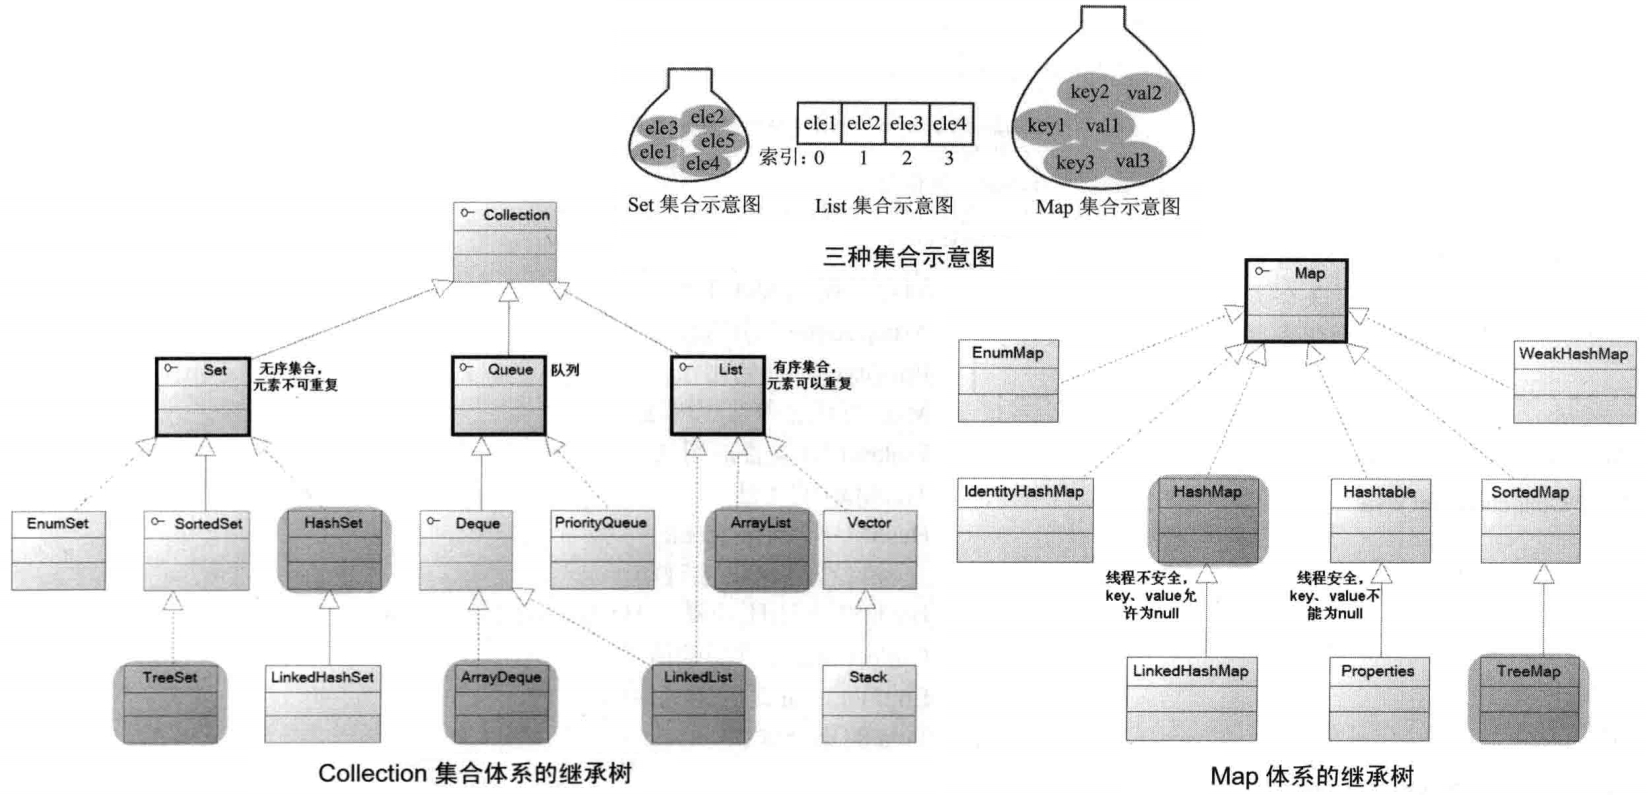 key2 val2
key1 val1
key3 val3
ele2
ele3
ele5
ele1
ele4
ele1 ele2 ele3 ele4
索引: 0 1 2 3
Set 集合示意图
List 集合示意图
Map 集合示意图
三种集合示意图
Collection
Set
无序集合，
元素不可重复
Queue
队列
List
有序集合，
元素可以重复
EnumSet
SortedSet
HashSet
Deque
PriorityQueue
ArrayList
Vector
TreeSet
LinkedHashSet
ArrayDeque
LinkedList
Stack
Collection 集合体系的继承树
Map
EnumMap
WeakHashMap
IdentityHashMap
HashMap
Hashtable
SortedMap
线程不安全，
key、value允
许为null
线程安全，
key、value不
能为null
LinkedHashMap
Properties
TreeMap
Map 体系的继承树